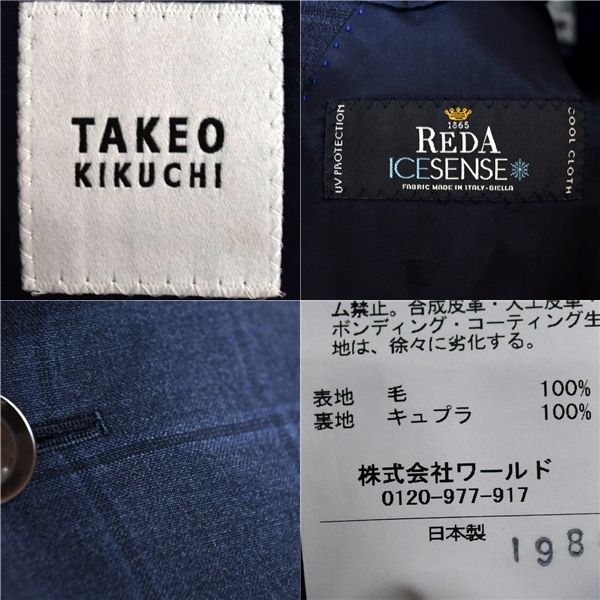 TAKEO
KIKUCHI
UV PROTECTION
1865
REDA
ICESENSE
FABRIC MADE IN ITALY-BIELLA
COOL CLOTH
ム禁止。合成皮革・人工皮革・
ボンディング・コーティング生
地は、徐々に劣化する。
表地 毛 100%
裏地 キュプラ 100%
株式会社ワールド
0120-977-917
日本製
198